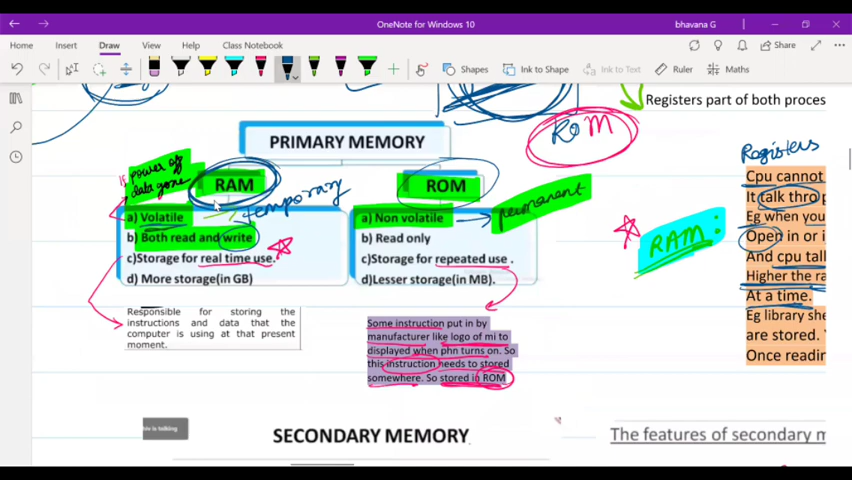 OneNote for Windows 10
bhavana G
Home Insert Draw View Help Class Notebook
Share
Shapes Ink to Shape Ink to Text Ruler Maths
Registers part of both proces
ROM
PRIMARY MEMORY
If power off
data gone
RAM
temporary
a) Volatile
b) Both read and write
c)Storage for real time use.
d) More storage(in GB)
ROM
permanent
a) Non volatile
b) Read only
c)Storage for repeated use .
d)Lesser storage(in MB).
Responsible for storing the
instructions and data that the
computer is using at that present
moment.
Some instruction put in by
manufacturer like logo of mi to
displayed when phn turns on. So
this instruction needs to stored
somewhere. So stored in ROM
RAM:
Registers
Cpu cannot
It talk thro
Eg when you
Open in or i
And cpu tall
Higher the ra
At a time.
Eg library she
are stored.
Once readin
SECONDARY MEMORY
The features of secondary m